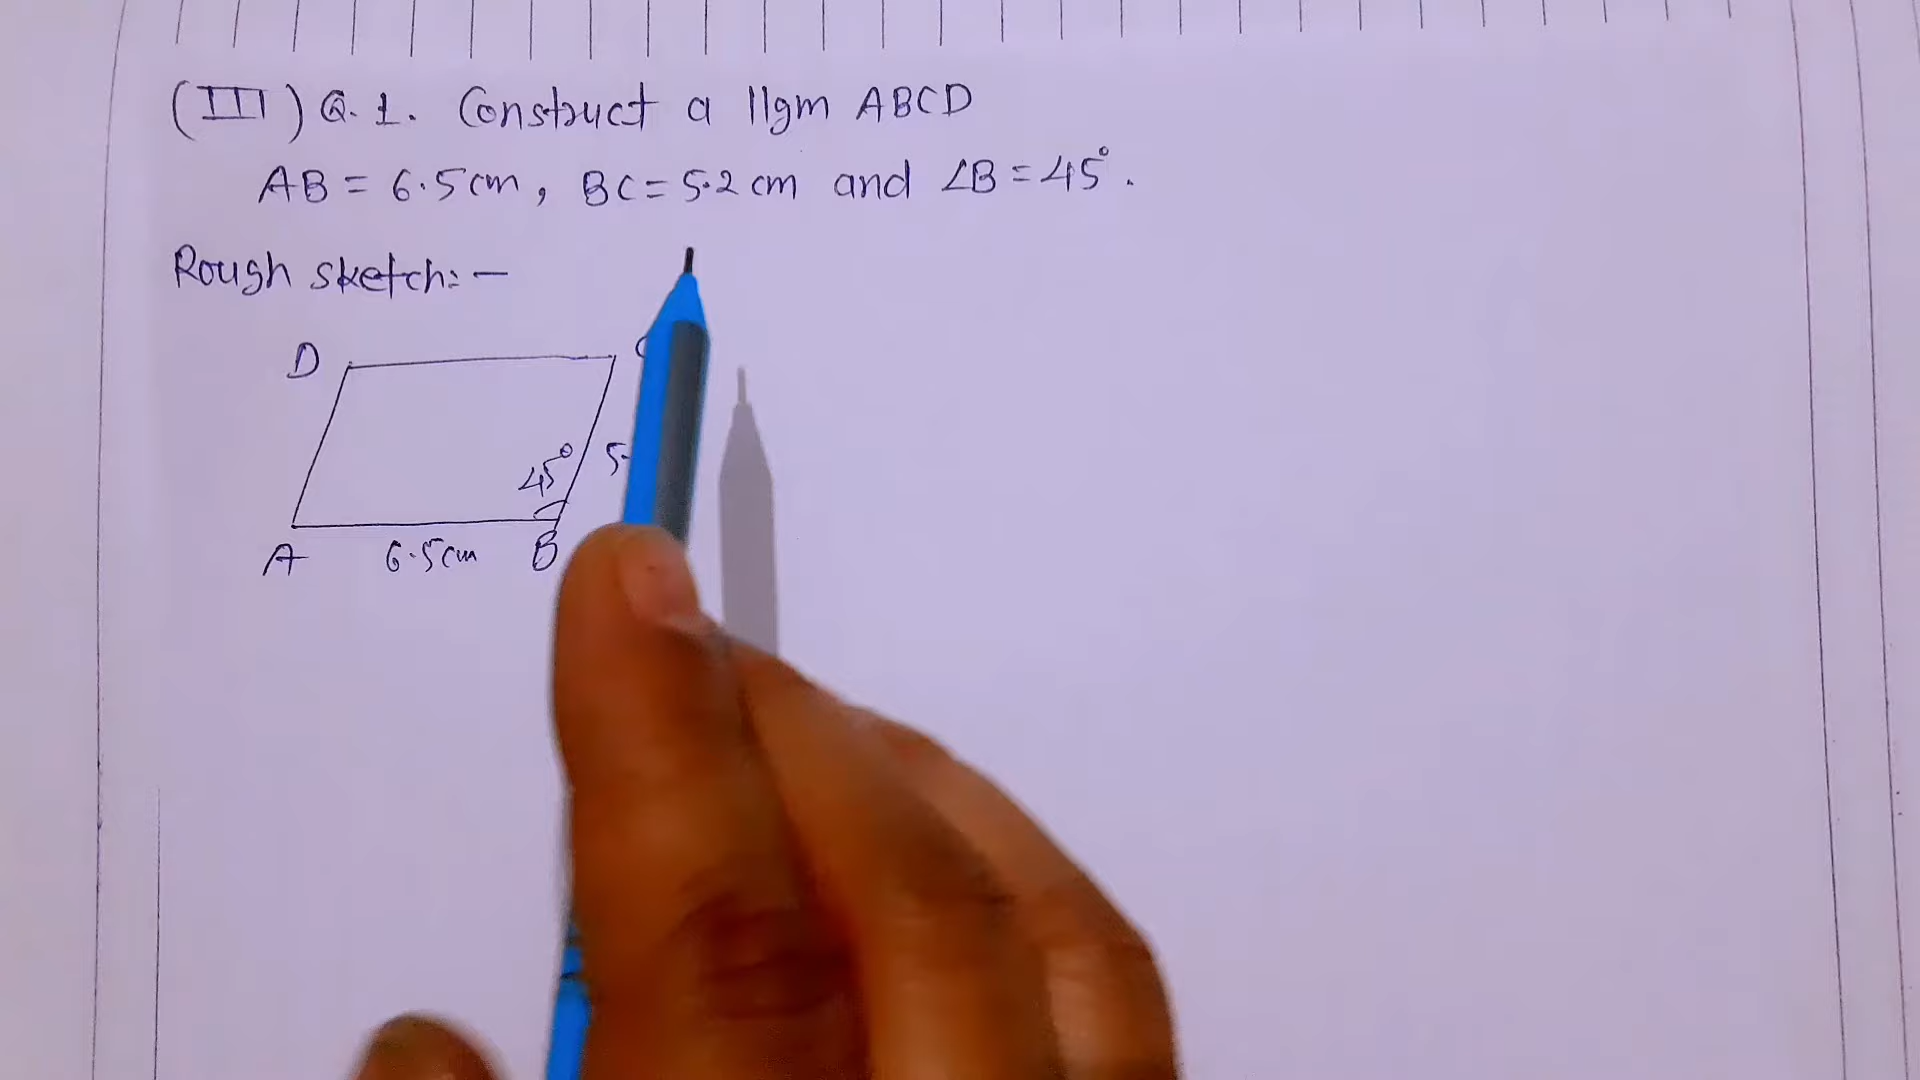 (III) Q.1. Construct a llgm ABCD
AB = 6.5cm, BC = 5.2 cm and ∠B = 45°.
Rough sketch:-
D
45° 5.
A 6.5cm B